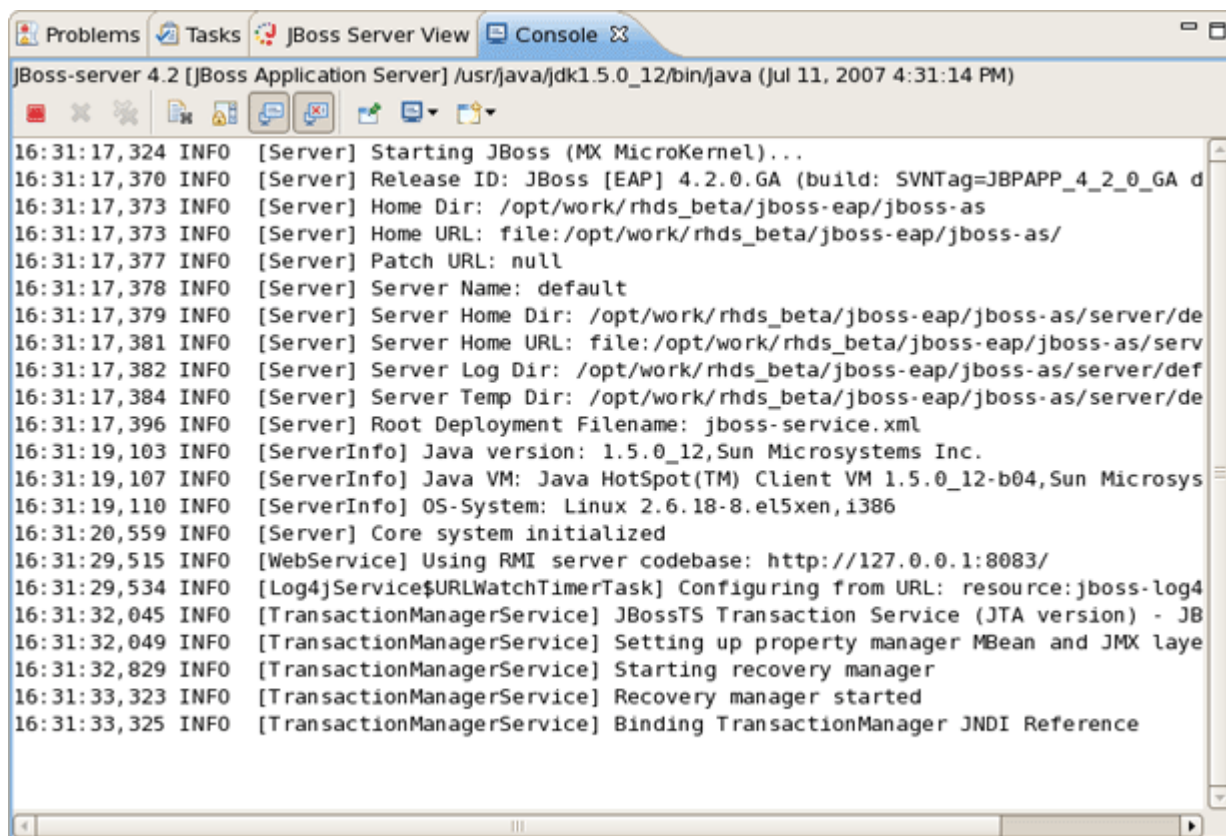 Problems Tasks JBoss Server View Console
JBoss-server 4.2 [JBoss Application Server] /usr/java/jdk1.5.0_12/bin/java (Jul 11, 2007 4:31:14 PM)
16:31:17,324 INFO  [Server] Starting JBoss (MX MicroKernel)...
16:31:17,370 INFO  [Server] Release ID: JBoss [EAP] 4.2.0.GA (build: SVNTag=JBPAPP_4_2_0_GA d
16:31:17,373 INFO  [Server] Home Dir: /opt/work/rhds_beta/jboss-eap/jboss-as
16:31:17,373 INFO  [Server] Home URL: file:/opt/work/rhds_beta/jboss-eap/jboss-as/
16:31:17,377 INFO  [Server] Patch URL: null
16:31:17,378 INFO  [Server] Server Name: default
16:31:17,379 INFO  [Server] Server Home Dir: /opt/work/rhds_beta/jboss-eap/jboss-as/server/de
16:31:17,381 INFO  [Server] Server Home URL: file:/opt/work/rhds_beta/jboss-eap/jboss-as/serv
16:31:17,382 INFO  [Server] Server Log Dir: /opt/work/rhds_beta/jboss-eap/jboss-as/server/def
16:31:17,384 INFO  [Server] Server Temp Dir: /opt/work/rhds_beta/jboss-eap/jboss-as/server/de
16:31:17,396 INFO  [Server] Root Deployment Filename: jboss-service.xml
16:31:19,103 INFO  [ServerInfo] Java version: 1.5.0_12,Sun Microsystems Inc.
16:31:19,107 INFO  [ServerInfo] Java VM: Java HotSpot(TM) Client VM 1.5.0_12-b04,Sun Microsys
16:31:19,110 INFO  [ServerInfo] OS-System: Linux 2.6.18-8.el5xen,i386
16:31:20,559 INFO  [Server] Core system initialized
16:31:29,515 INFO  [WebService] Using RMI server codebase: http://127.0.0.1:8083/
16:31:29,534 INFO  [Log4jService$URLWatchTimerTask] Configuring from URL: resource:jboss-log4
16:31:32,045 INFO  [TransactionManagerService] JBossTS Transaction Service (JTA version) - JB
16:31:32,049 INFO  [TransactionManagerService] Setting up property manager MBean and JMX laye
16:31:32,829 INFO  [TransactionManagerService] Starting recovery manager
16:31:33,323 INFO  [TransactionManagerService] Recovery manager started
16:31:33,325 INFO  [TransactionManagerService] Binding TransactionManager JNDI Reference